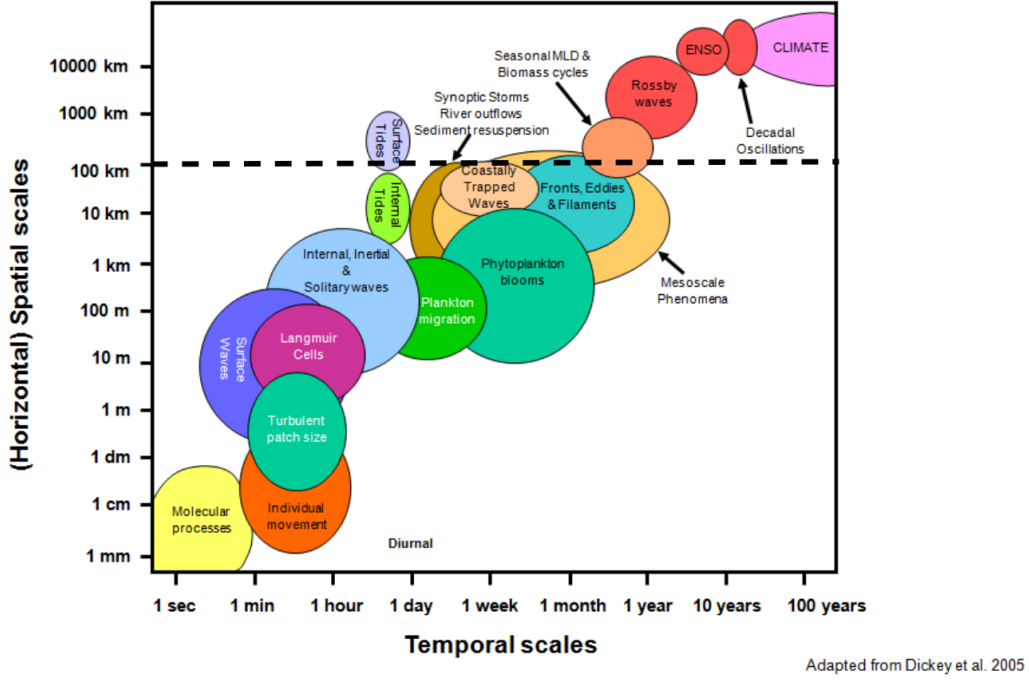 CLIMATE
ENSO
Seasonal MLD &
Biomass cycles
Rossby
waves
Decadal
Oscillations
Synoptic Storms
River outflows
Sediment resuspension
Surface
Tides
Internal
Tides
Coastally
Trapped
Waves
Fronts, Eddies
& Filaments
Mesoscale
Phenomena
Internal, Inertial
&
Solitary waves
Phytoplankton
blooms
Plankton
migration
Surface
Waves
Langmuir
Cells
Turbulent
patch size
Molecular
processes
Individual
movement
Diurnal
(Horizontal) Spatial scales
10000 km
1000 km
100 km
10 km
1 km
100 m
10 m
1 m
1 dm
1 cm
1 mm
1 sec
1 min
1 hour
1 day
1 week
1 month
1 year
10 years
100 years
Temporal scales
Adapted from Dickey et al. 2005